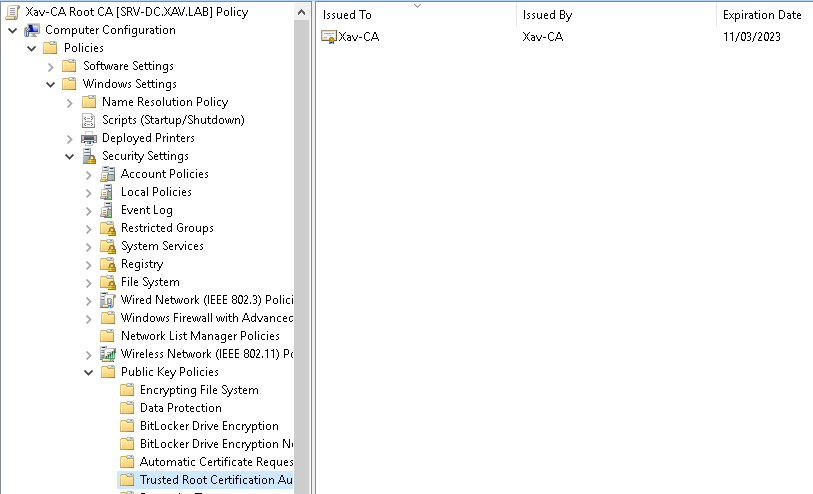 Xav-CA Root CA [SRV-DC.XAV.LAB] Policy
Computer Configuration
Policies
Software Settings
Windows Settings
Name Resolution Policy
Scripts (Startup/Shutdown)
Deployed Printers
Security Settings
Account Policies
Local Policies
Event Log
Restricted Groups
System Services
Registry
File System
Wired Network (IEEE 802.3) Polici
Windows Firewall with Advanced
Network List Manager Policies
Wireless Network (IEEE 802.11) Po
Public Key Policies
Encrypting File System
Data Protection
BitLocker Drive Encryption
BitLocker Drive Encryption Ne
Automatic Certificate Reques
Trusted Root Certification Au
Issued To Issued By Expiration Date
Xav-CA Xav-CA 11/03/2023